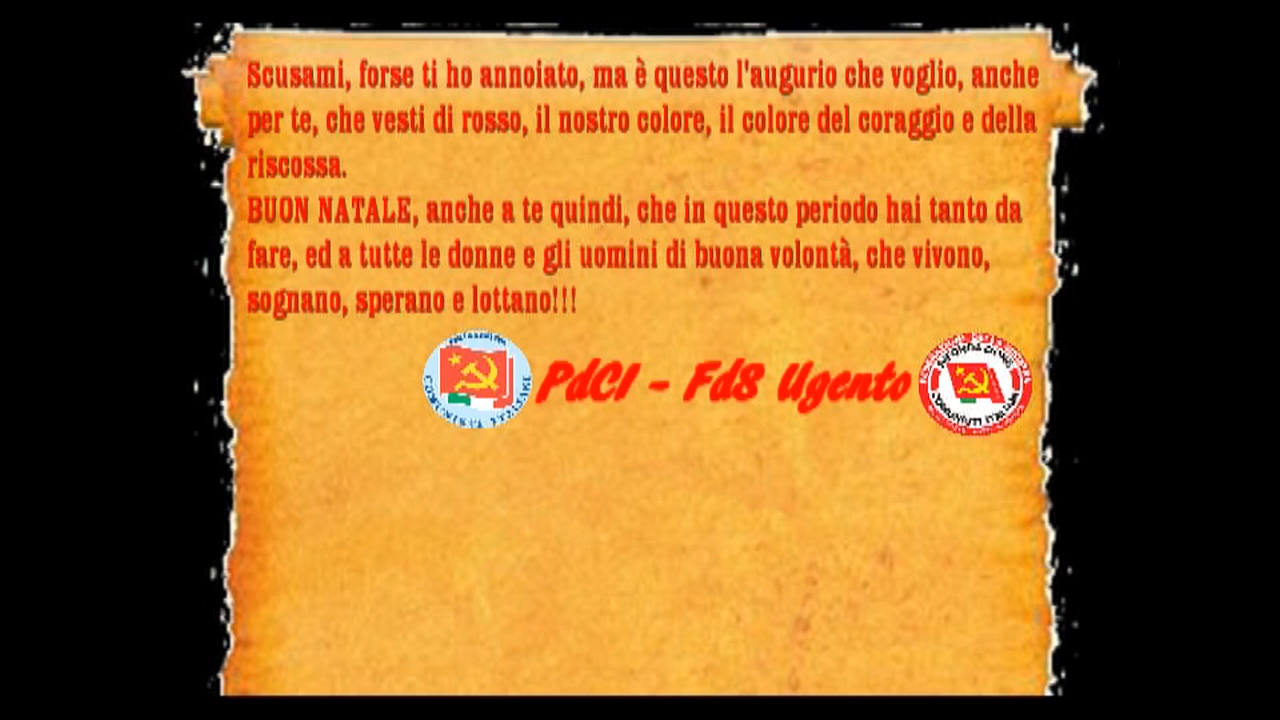 Scusami, forse ti ho annoiato, ma è questo l'augurio che voglio, anche
per te, che vesti di rosso, il nostro colore, il colore del coraggio e della
riscossa.
BUON NATALE, anche a te quindi, che in questo periodo hai tanto da
fare, ed a tutte le donne e gli uomini di buona volontà, che vivono,
sognano, sperano e lottano!!!
PdCI - FdS Ugento